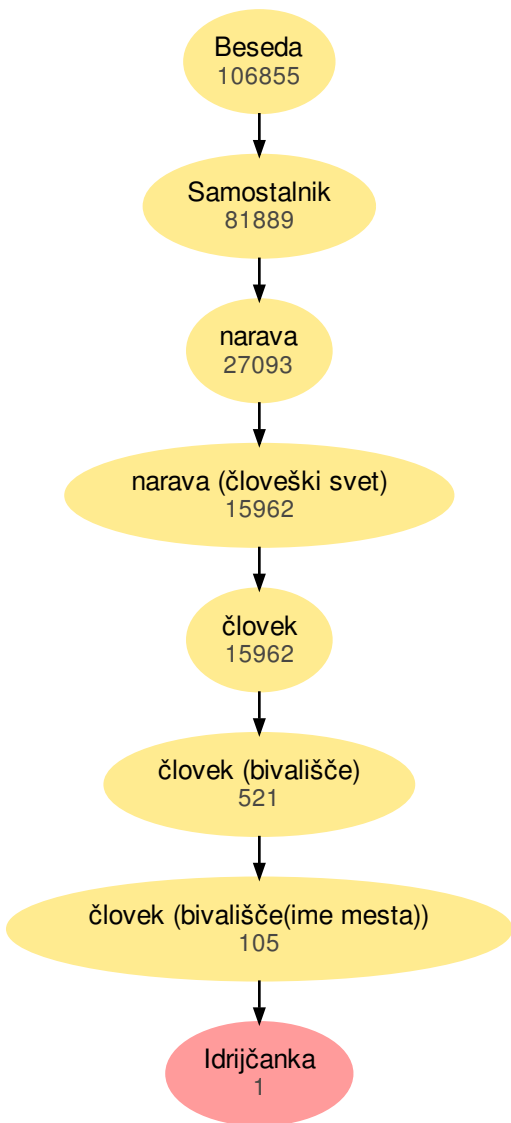 Beseda
106855
Samostalnik
81889
narava
27093
narava (človeški svet)
15962
človek
15962
človek (bivališče)
521
človek (bivališče(ime mesta))
105
Idrijčanka
1